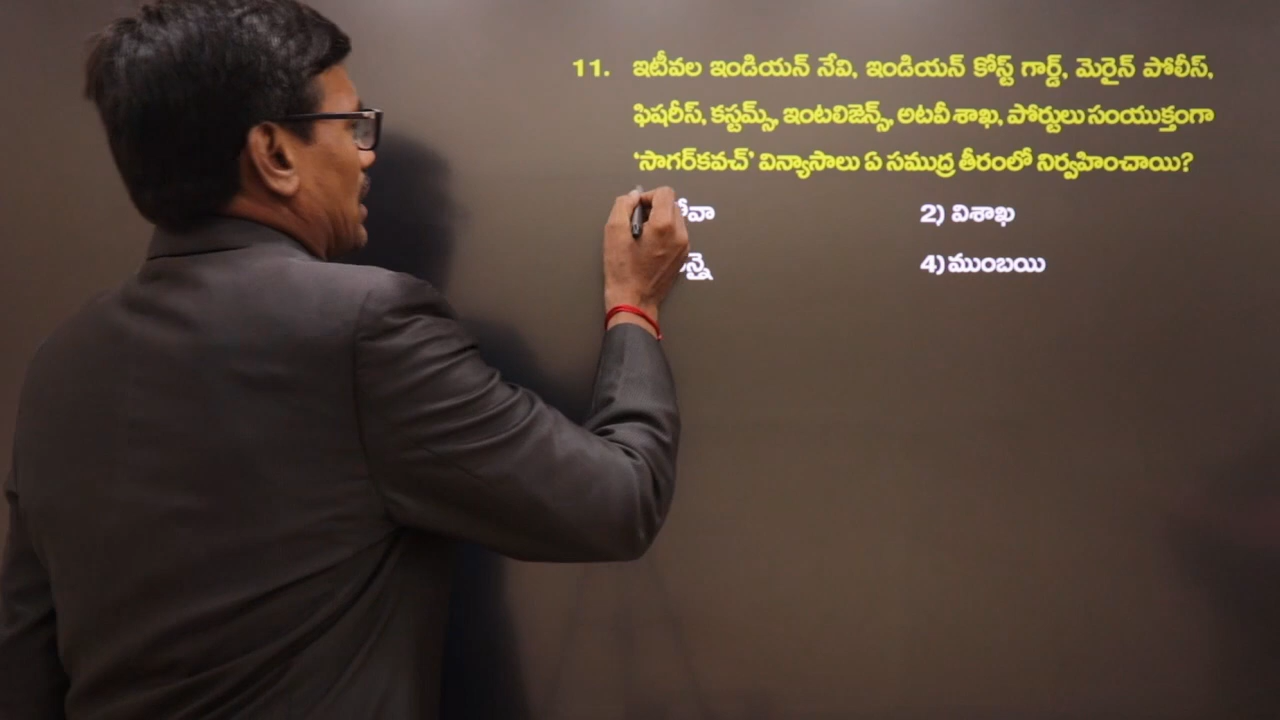 11. ఇటీవల ఇండియన్ నేవి, ఇండియన్ కోస్ట్ గార్డ్, మెరైన్ పోలీస్,
ఫిషరీస్, కస్టమ్స్, ఇంటలిజెన్స్, అటవీ శాఖ, పోర్టులు సంయుక్తంగా
'సాగర్‌కవచ్' విన్యాసాలు ఏ సముద్ర తీరంలో నిర్వహించాయి?
2) విశాఖ
4) ముంబయి